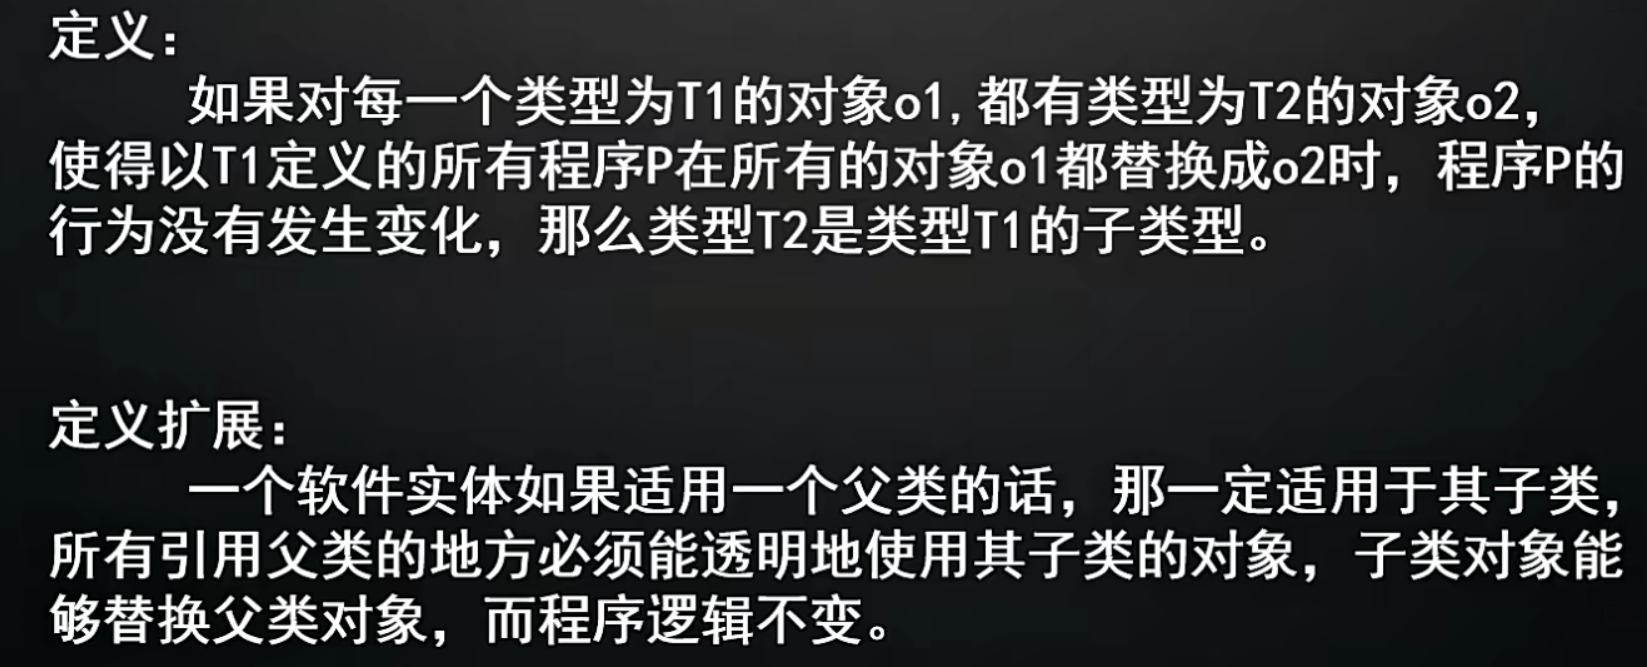 定义：
如果对每一个类型为T1的对象o1,都有类型为T2的对象o2，
使得以T1定义的所有程序P在所有的对象o1都替换成o2时，程序P的
行为没有发生变化，那么类型T2是类型T1的子类型。
定义扩展：
一个软件实体如果适用一个父类的话，那一定适用于其子类，
所有引用父类的地方必须能透明地使用其子类的对象，子类对象能
够替换父类对象，而程序逻辑不变。